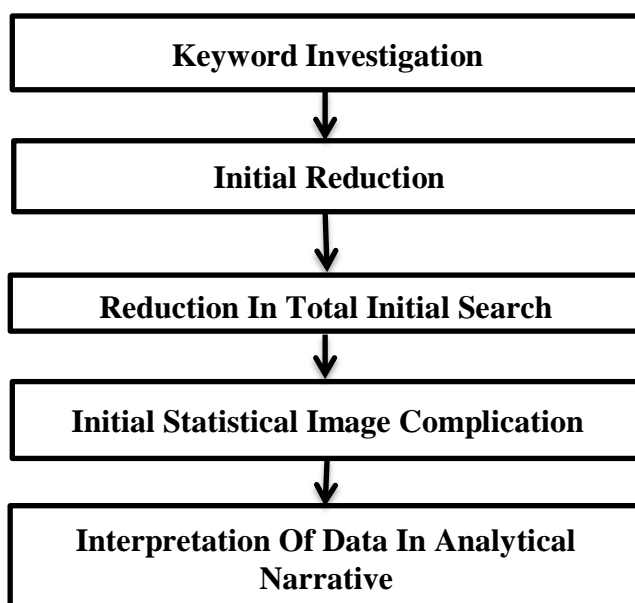 Keyword Investigation
Initial Reduction
Reduction In Total Initial Search
Initial Statistical Image Complication
Interpretation Of Data In Analytical
Narrative